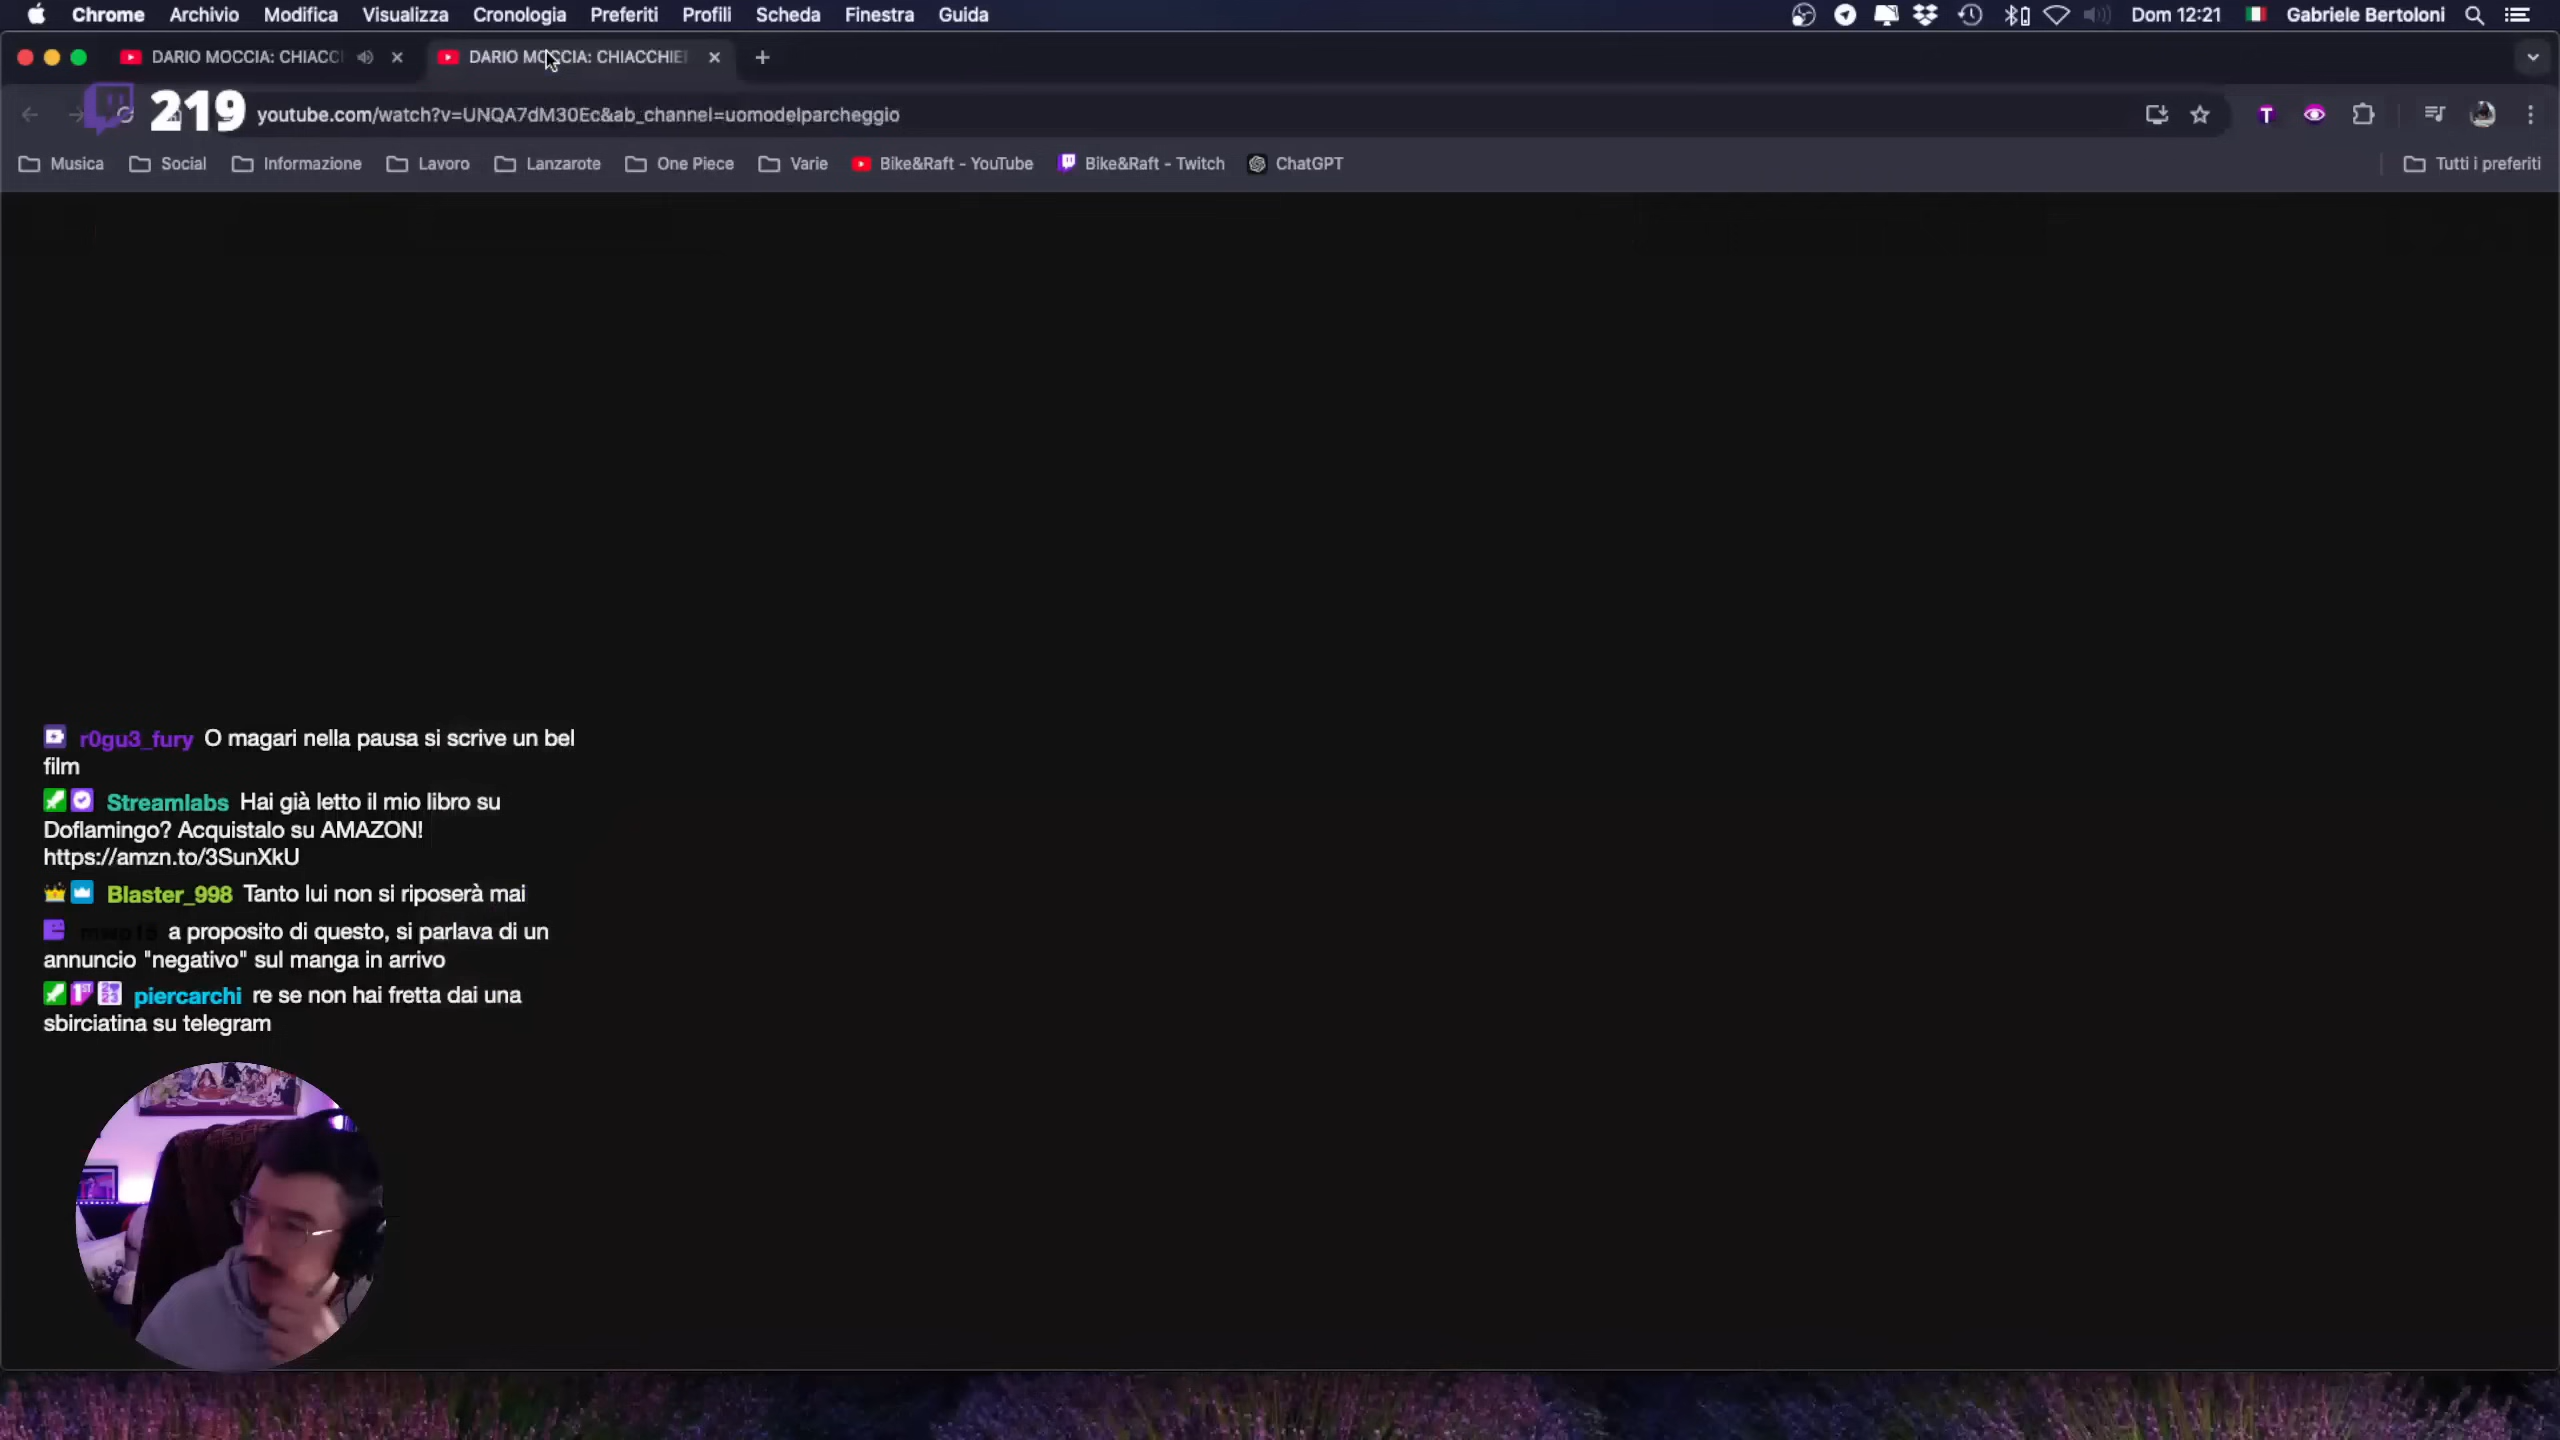 Chrome Archivio Modifica Visualizza Cronologia Preferiti Profili Scheda Finestra Guida Dom 12:21 Gabriele Bertoloni
DARIO MOCCIA: CHIACC DARIO MOCCIA: CHIACCHIE
219 youtube.com/watch?v=UNQA7dM30Ec&ab_channel=uomodelparcheggio
Musica Social Informazione Lavoro Lanzarote One Piece Varie Bike&Raft - YouTube Bike&Raft - Twitch ChatGPT Tutti i preferiti
r0gu3_fury O magari nella pausa si scrive un bel
film
Streamlabs Hai già letto il mio libro su
Doflamingo? Acquistalo su AMAZON!
https://amzn.to/3SunXkU
Blaster_998 Tanto lui non si riposerà mai
a proposito di questo, si parlava di un
annuncio "negativo" sul manga in arrivo
piercarchi re se non hai fretta dai una
sbirciatina su telegram